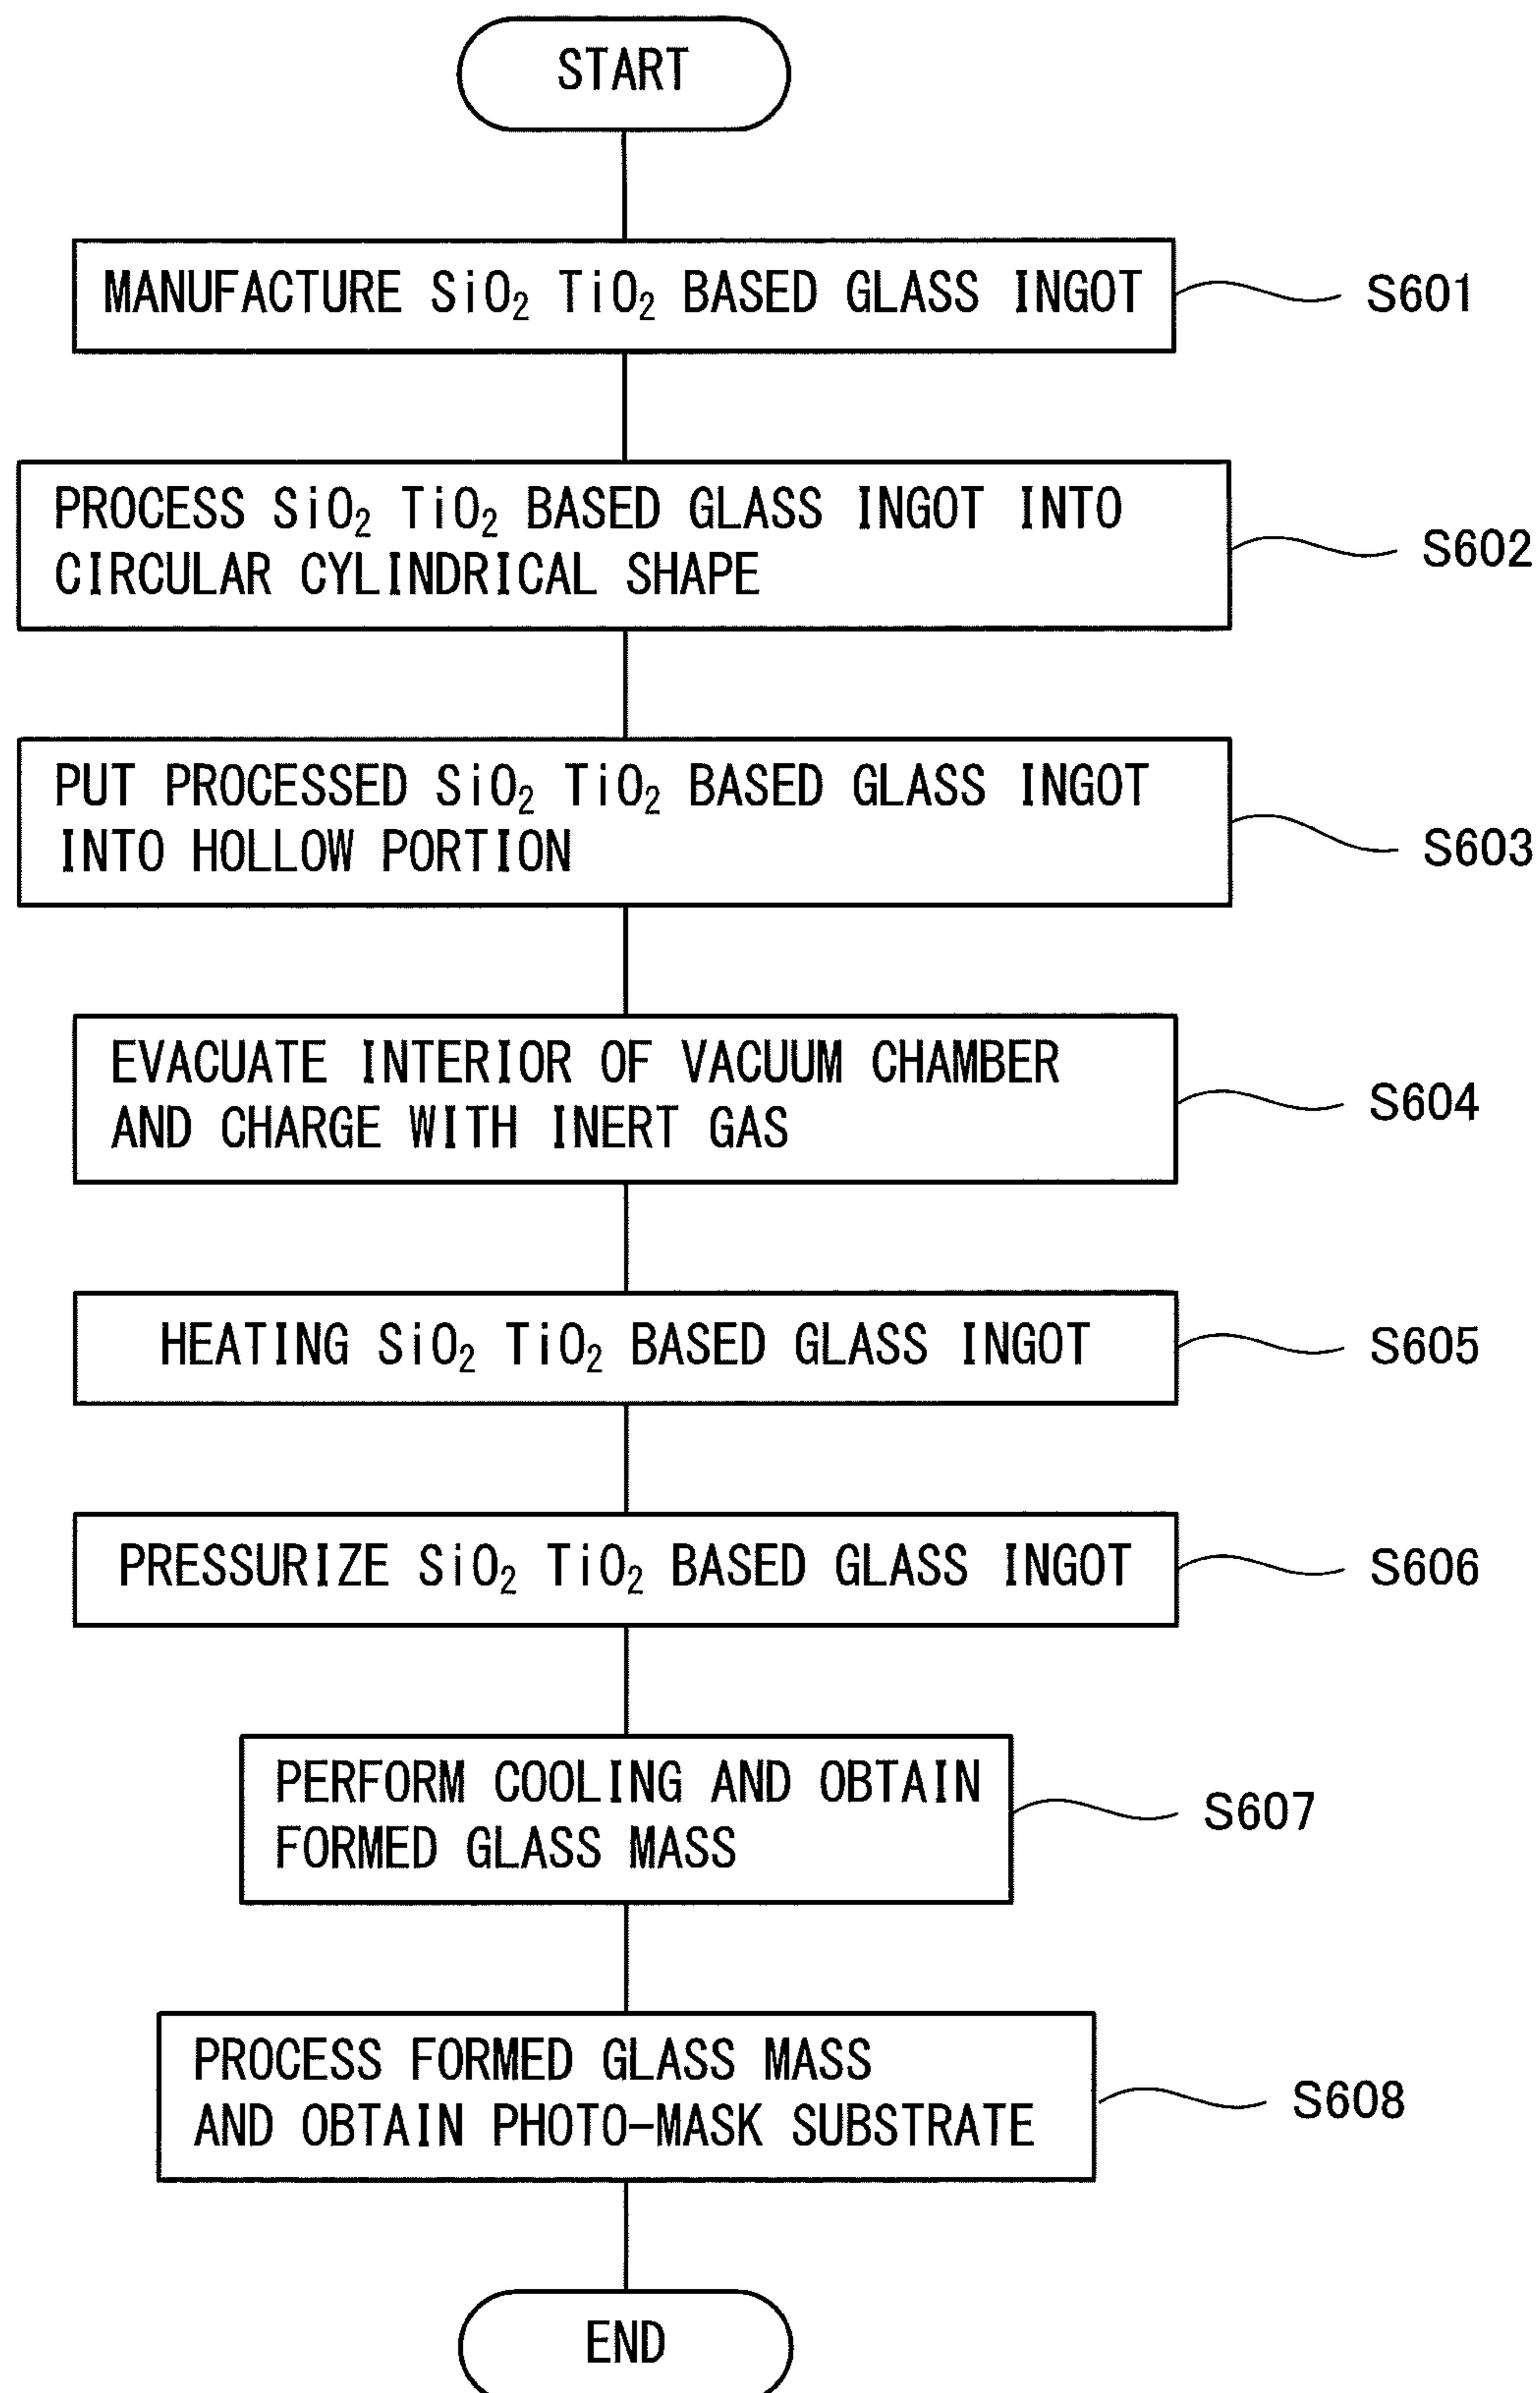 START
MANUFACTURE SiO₂ TiO₂ BASED GLASS INGOT
S601
PROCESS SiO₂ TiO₂ BASED GLASS INGOT INTO
CIRCULAR CYLINDRICAL SHAPE
S602
PUT PROCESSED SiO₂ TiO₂ BASED GLASS INGOT
INTO HOLLOW PORTION
S603
EVACUATE INTERIOR OF VACUUM CHAMBER
AND CHARGE WITH INERT GAS
S604
HEATING SiO₂ TiO₂ BASED GLASS INGOT
S605
PRESSURIZE SiO₂ TiO₂ BASED GLASS INGOT
S606
PERFORM COOLING AND OBTAIN
FORMED GLASS MASS
S607
PROCESS FORMED GLASS MASS
AND OBTAIN PHOTO-MASK SUBSTRATE
S608
END